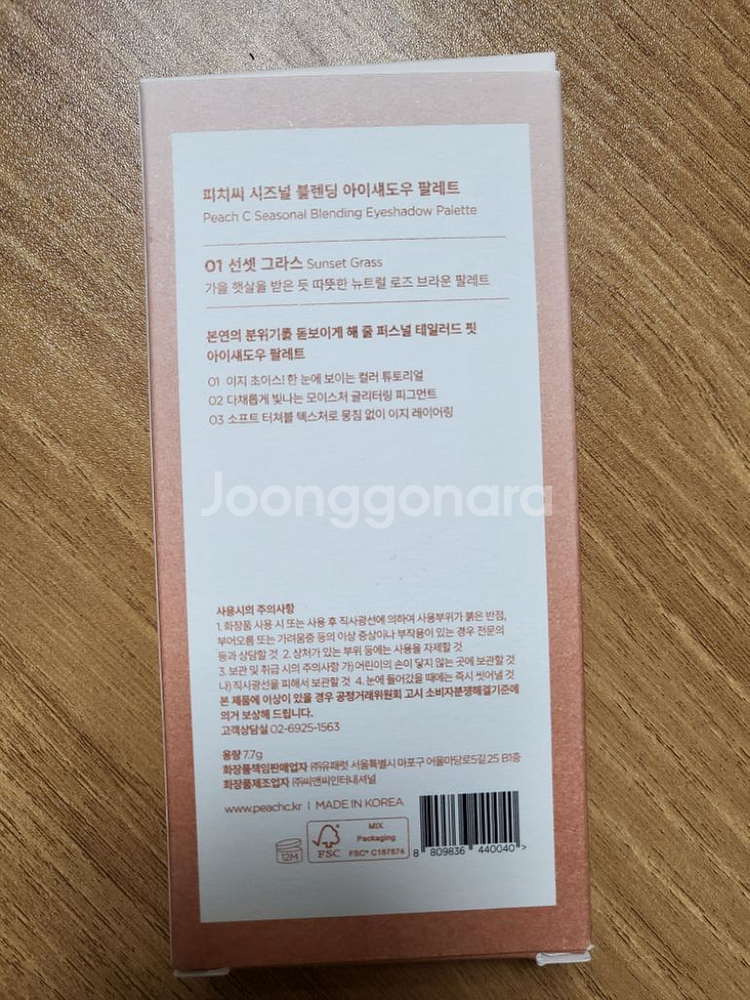 피치씨 시즈널 블렌딩 아이섀도우 팔레트
Peach C Seasonal Blending Eyeshadow Palette
01 선셋 그라스 Sunset Grass
가을 햇살을 받은 듯 따뜻한 뉴트럴 로즈 브라운 팔레트
본연의 분위기를 돋보이게 해 줄 퍼스널 테일러드 핏
아이섀도우 팔레트
01 이지 초이스! 한 눈에 보이는 컬러 튜토리얼
02 다채롭게 빛나는 모이스처 글리터링 피그먼트
03 소프트 터쳐블 텍스처로 뭉침 없이 이지 레이어링
Joonggonara
사용시의 주의사항
1. 화장품 사용 시 또는 사용 후 직사광선에 의하여 사용부위가 붉은 반점,
부어오름 또는 가려움증 등의 이상 증상이나 부작용이 있는 경우 전문의
등과 상담할 것 2. 상처가 있는 부위 등에는 사용을 자제할 것
3. 보관 및 취급 시의 주의사항 가) 어린이의 손이 닿지 않는 곳에 보관할 것
나) 직사광선을 피해서 보관할 것 4. 눈에 들어갔을 때에는 즉시 씻어낼 것
본 제품에 이상이 있을 경우 공정거래위원회 고시 소비자분쟁해결기준에
의거 보상해 드립니다.
고객상담실 02-6925-1563
용량 7.7g
화장품책임판매업자 ㈜유패럿 서울특별시 마포구 어울마당로5길 25 B1층
화장품제조업자 ㈜씨앤씨인터내셔널
www.peachc.kr | MADE IN KOREA
12M
FSC
MIX
Packaging
FSC® C187874
8 809836 440040 >